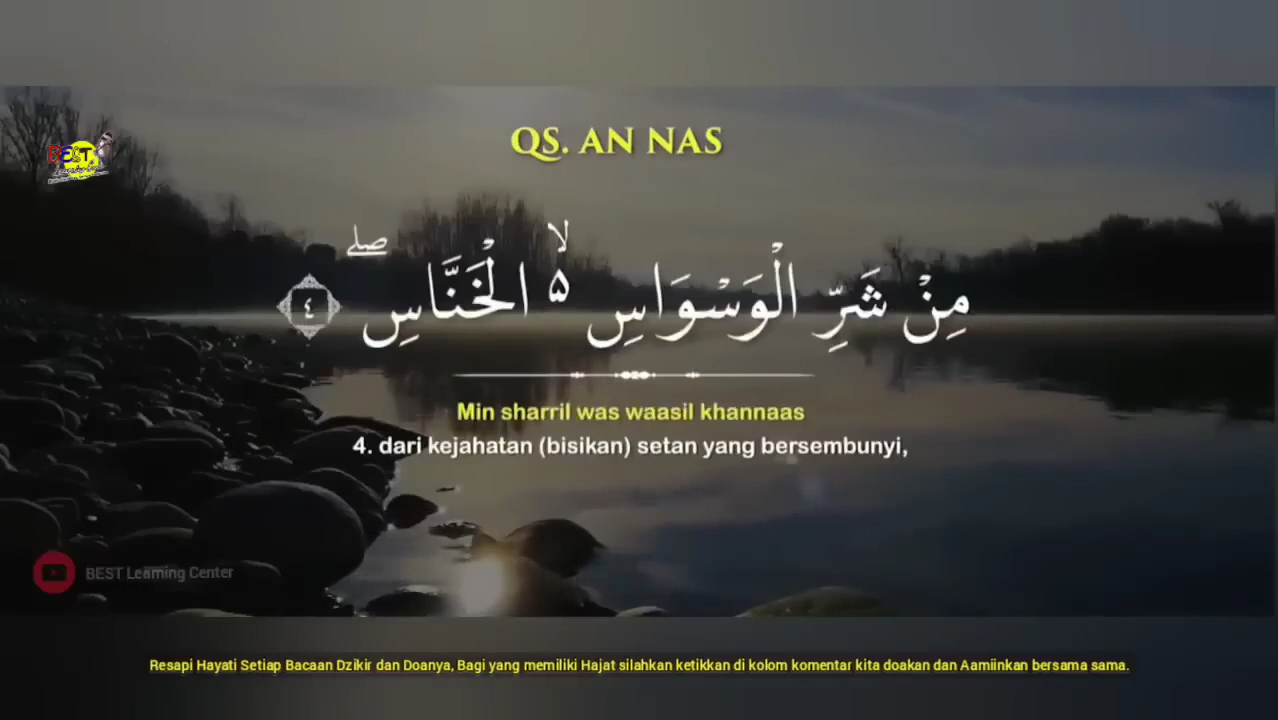 BEST
QS. AN NAS
مِنْ شَرِّ الْوَسْوَاسِ ۵ۙ الْخَنَّاسِۖ ٤
Min sharril was waasil khannaas
4. dari kejahatan (bisikan) setan yang bersembunyi,
BEST Learning Center
Resapi Hayati Setiap Bacaan Dzikir dan Doanya, Bagi yang memiliki Hajat silahkan ketikkan di kolom komentar kita doakan dan Aamiinkan bersama sama.